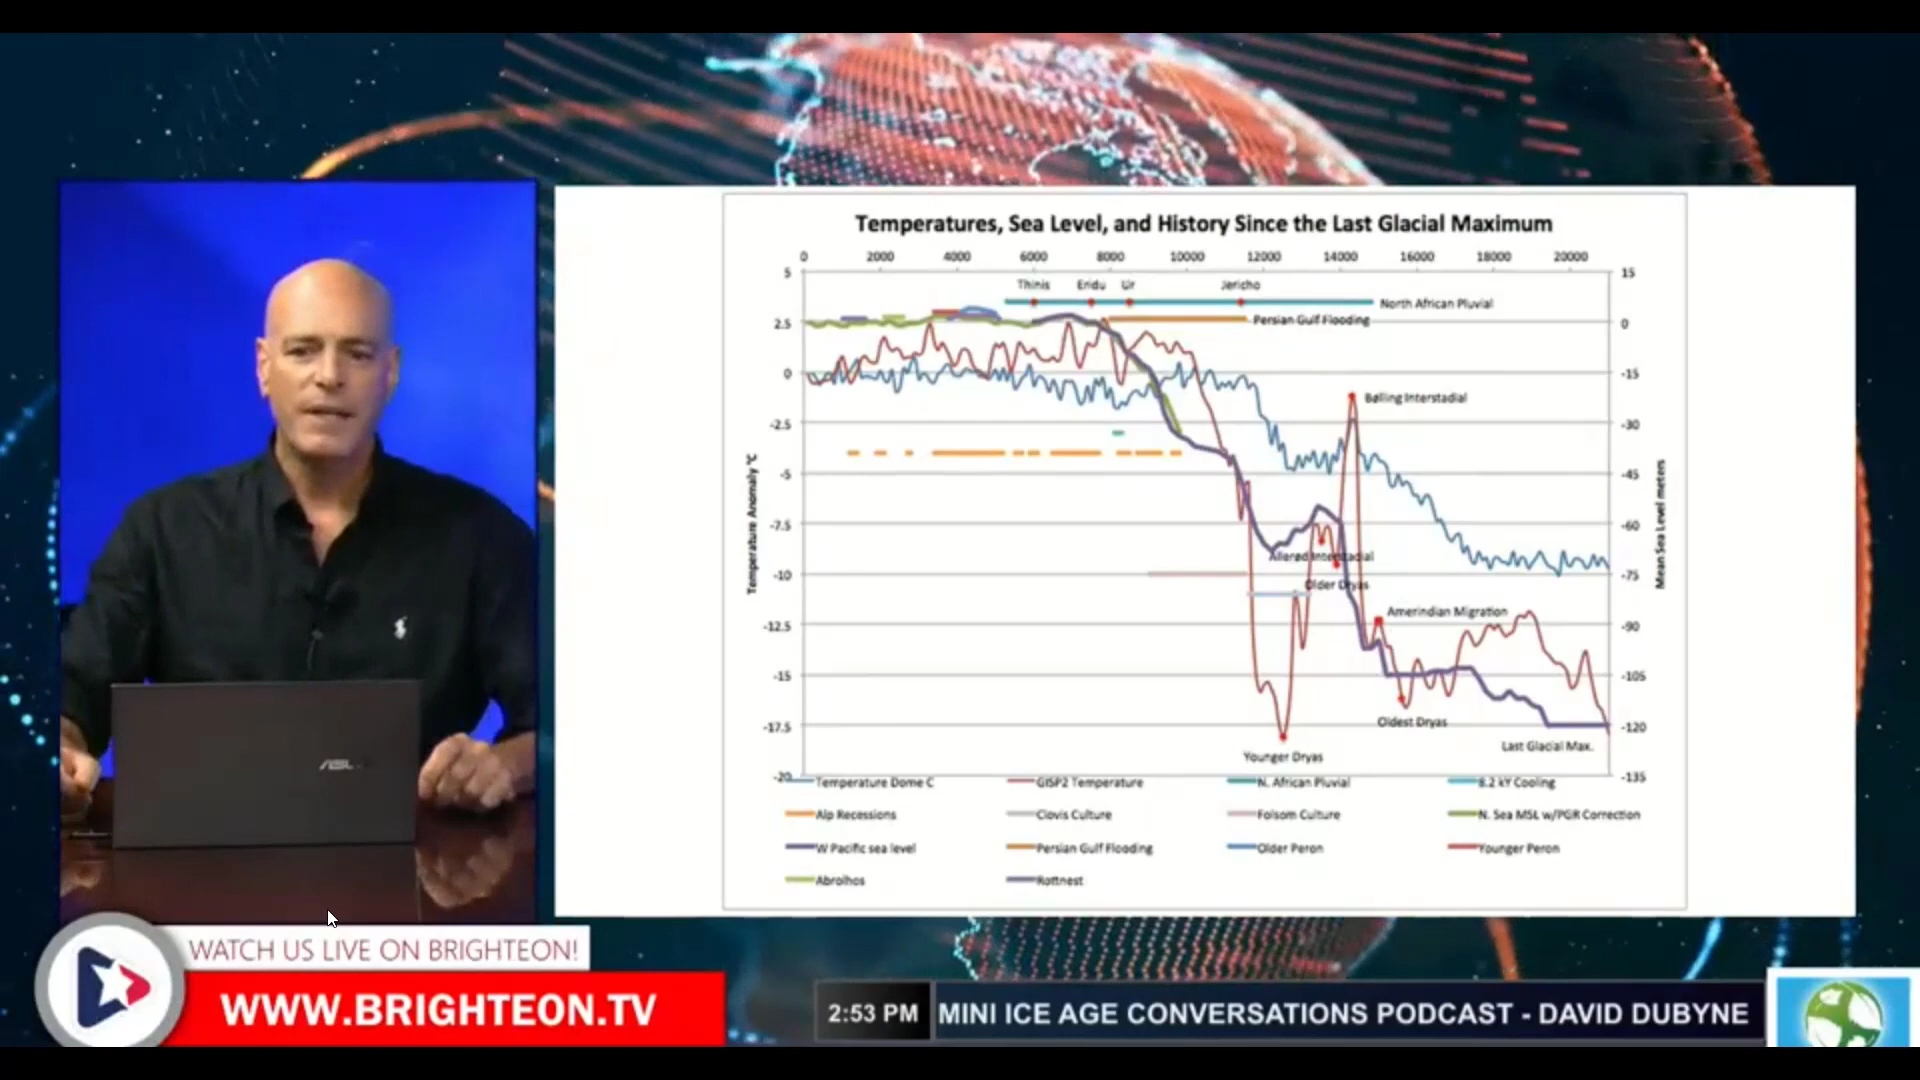 Temperatures, Sea Level, and History Since the Last Glacial Maximum
0 2000 4000 6000 8000 10000 12000 14000 16000 18000 20000
5 15
Thinis Eridu Ur Jericho
North African Pluvial
2.5 0
Persian Gulf Flooding
0 -15
Bølling Interstadial
-2.5 -30
-5 -45
Temperature Anomaly °C
Mean Sea Level meters
-7.5 -60
Allerød Interstadial
-10 -75
Older Dryas
Amerindian Migration
-12.5 -90
-15 -105
Oldest Dryas
-17.5 -120
Last Glacial Max.
Younger Dryas
-20 -135
Temperature Dome C GISP2 Temperature N. African Pluvial 8.2 kY Cooling
Alp Recessions Clovis Culture Folsom Culture N. Sea MSL w/PGR Correction
W Pacific sea level Persian Gulf Flooding Older Peron Younger Peron
Abrolhos Rottnest
ASUS
WATCH US LIVE ON BRIGHTEON!
WWW.BRIGHTEON.TV
2:53 PM MINI ICE AGE CONVERSATIONS PODCAST - DAVID DUBYNE